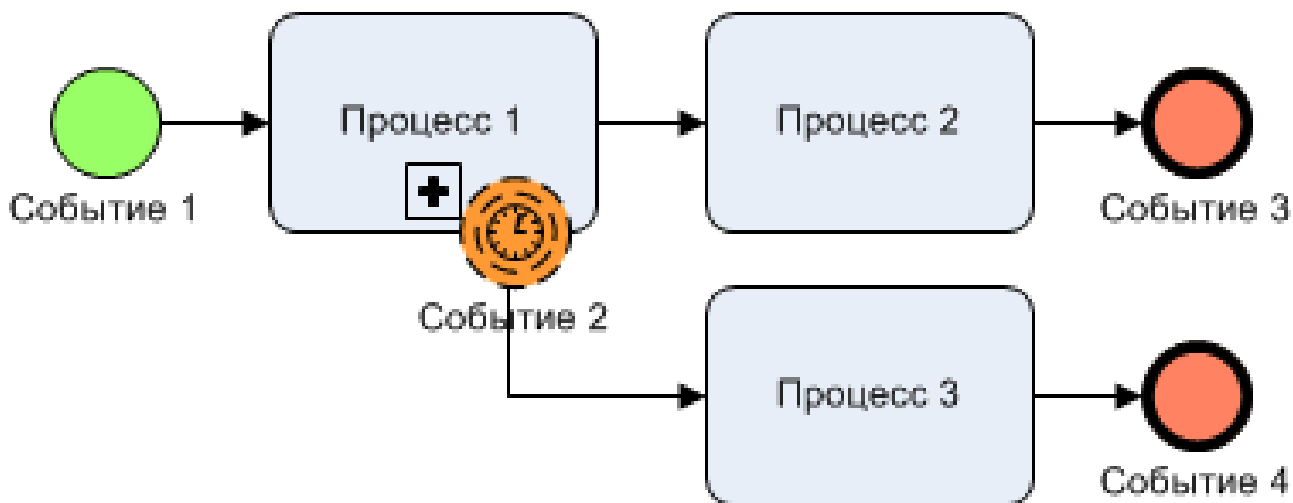 Процесс 1
Процесс 2
Событие 1
Событие 3
Событие 2
Процесс 3
Событие 4